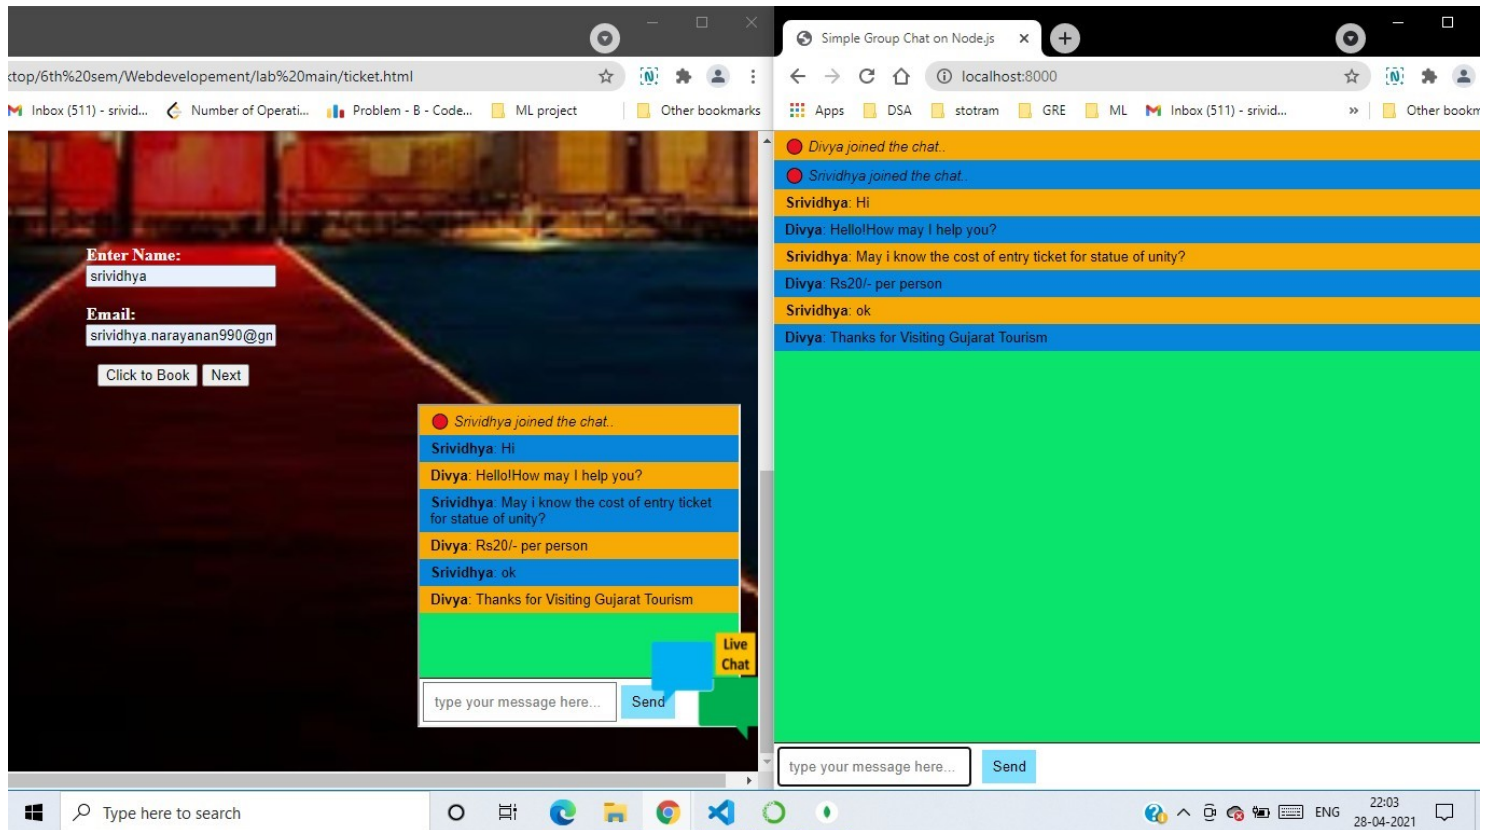 Simple Group Chat on Node.js
ktop/6th%20sem/Webdevelopement/lab%20main/ticket.html
localhost:8000
Inbox (511) - srivid... Number of Operati... Problem - B - Code... ML project Other bookmarks
Apps DSA stotram GRE ML Inbox (511) - srivid... » Other bookm
Enter Name:
srividhya
Email:
srividhya.narayanan990@gm
Click to Book Next
Srividhya joined the chat..
Srividhya: Hi
Divya: Hello!How may I help you?
Srividhya: May i know the cost of entry ticket
for statue of unity?
Divya: Rs20/- per person
Srividhya: ok
Divya: Thanks for Visiting Gujarat Tourism
Live
Chat
type your message here... Send
Divya joined the chat..
Srividhya joined the chat..
Srividhya: Hi
Divya: Hello!How may I help you?
Srividhya: May i know the cost of entry ticket for statue of unity?
Divya: Rs20/- per person
Srividhya: ok
Divya: Thanks for Visiting Gujarat Tourism
type your message here... Send
Type here to search
ENG
22:03
28-04-2021